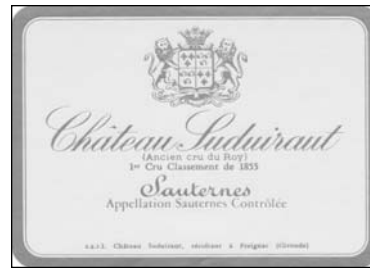 Château Suduiraut
(Ancien cru du Roy)
1er Cru Classement de 1855
Sauternes
Appellation Sauternes Contrôlée
s.a.r.l. Château Suduiraut, récoltant à Preignac (Gironde)